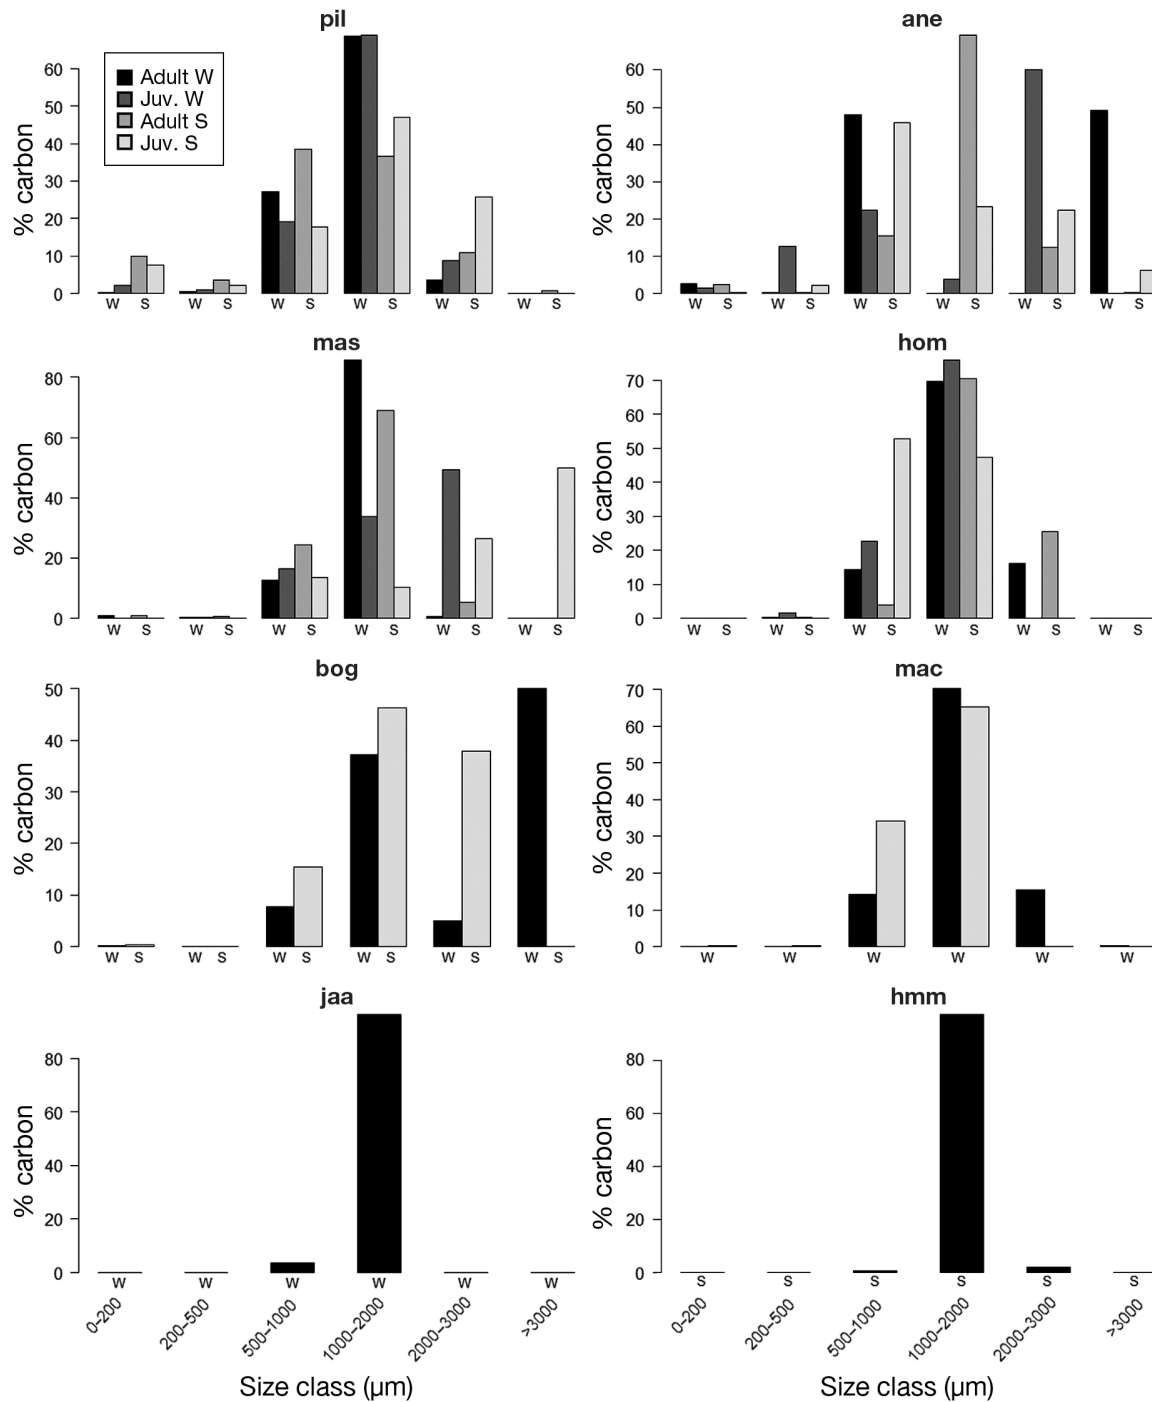 pil
ane
Adult W
Juv. W
Adult S
Juv. S
% carbon
60
50
40
30
20
10
0
W S W S W S W S W S W S
% carbon
60
50
40
30
20
10
0
W S W S W S W S W S W S
mas
hom
% carbon
80
60
40
20
0
W S W S W S W S W S W S
% carbon
70
60
50
40
30
20
10
0
W S W S W S W S W S W S
bog
mac
% carbon
50
40
30
20
10
0
W S W S W S W S W S W S
% carbon
70
60
50
40
30
20
10
0
W W W W W W
jaa
hmm
% carbon
80
60
40
20
0
W W W W W W
0–200 200–500 500–1000 1000–2000 2000–3000 >3000
Size class (µm)
% carbon
80
60
40
20
0
S S S S S S
0–200 200–500 500–1000 1000–2000 2000–3000 >3000
Size class (µm)